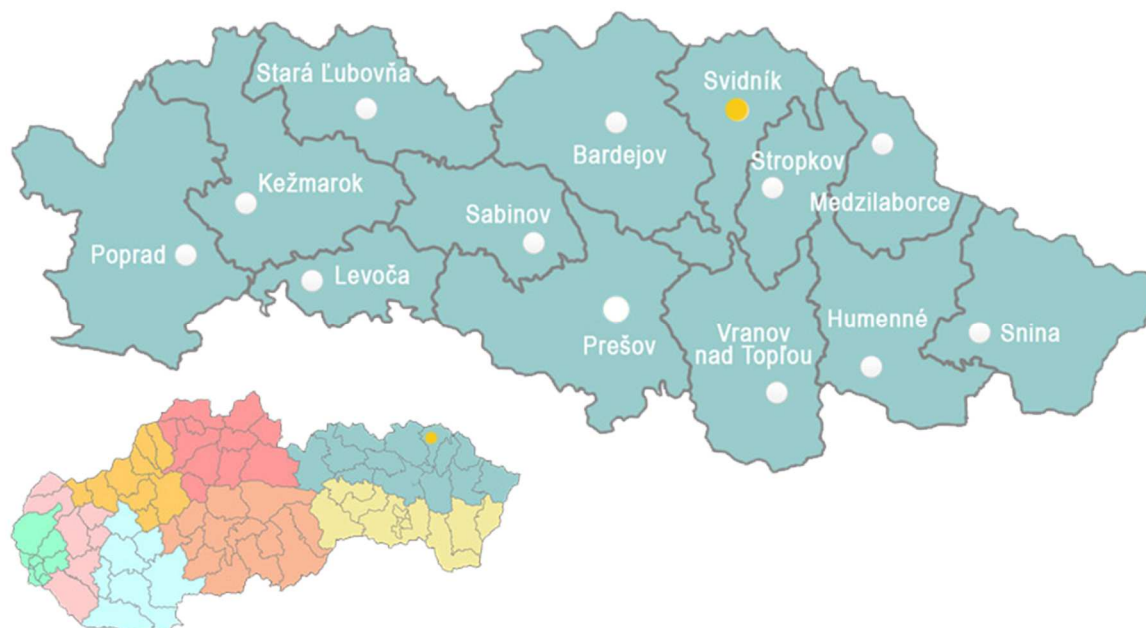 Stará Ľubovňa
Svidník
Bardejov
Stropkov
Kežmarok
Medzilaborce
Sabinov
Poprad
Levoča
Prešov
Vranov
nad Topľou
Humenné
Snina